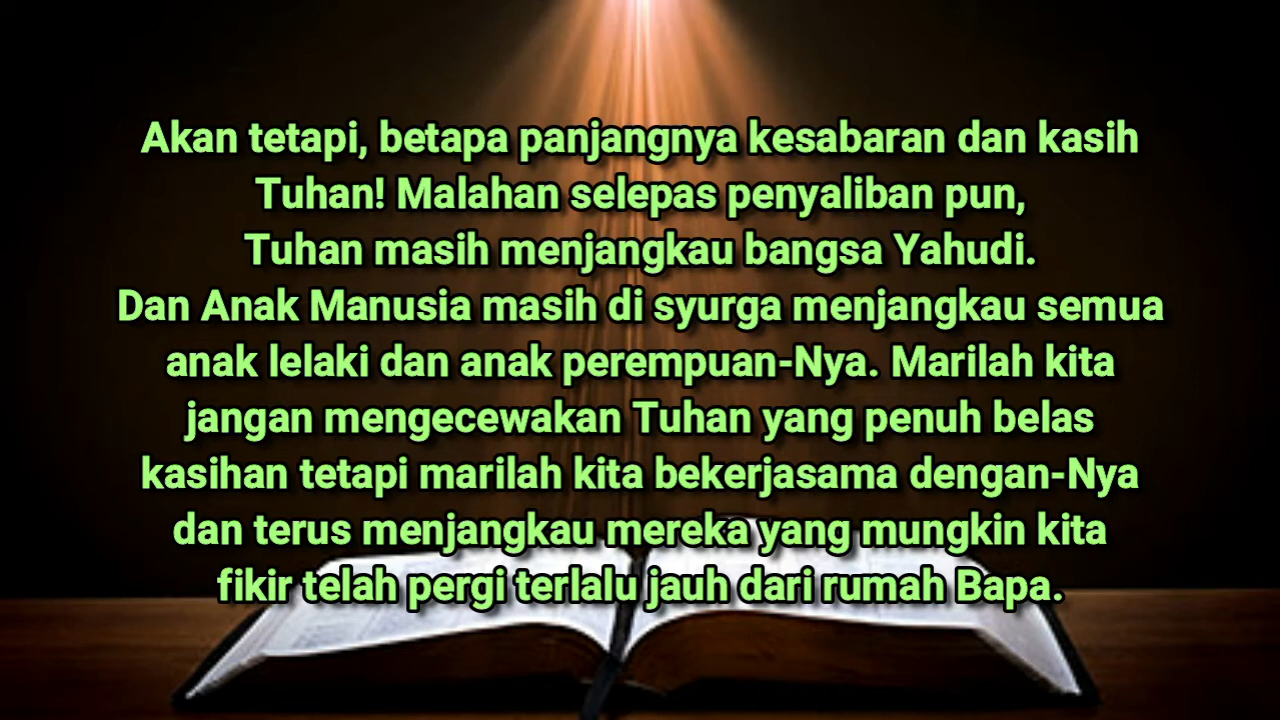 Akan tetapi, betapa panjangnya kesabaran dan kasih
Tuhan! Malahan selepas penyaliban pun,
Tuhan masih menjangkau bangsa Yahudi.
Dan Anak Manusia masih di syurga menjangkau semua
anak lelaki dan anak perempuan-Nya. Marilah kita
jangan mengecewakan Tuhan yang penuh belas
kasihan tetapi marilah kita bekerjasama dengan-Nya
dan terus menjangkau mereka yang mungkin kita
fikir telah pergi terlalu jauh dari rumah Bapa.